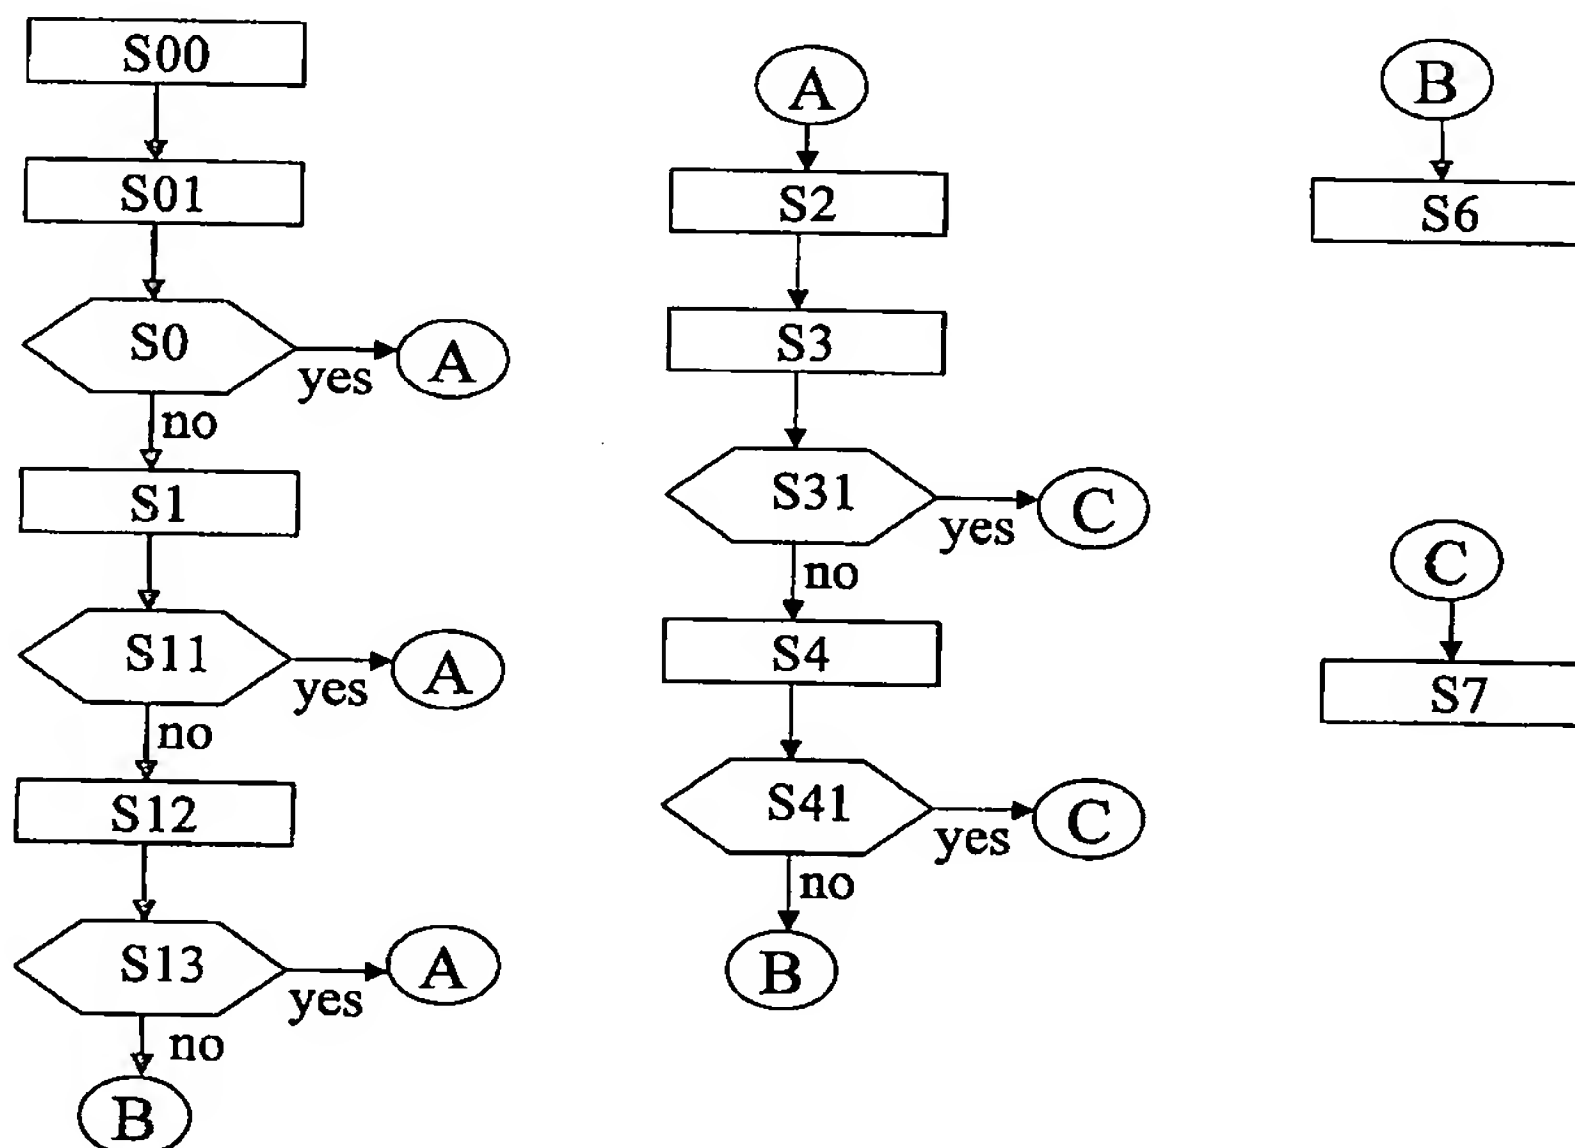 S00
S01
S0
yes
A
no
S1
S11
yes
A
no
S12
S13
yes
A
no
B
A
S2
S3
S31
yes
C
no
S4
S41
yes
C
no
B
B
S6
C
S7